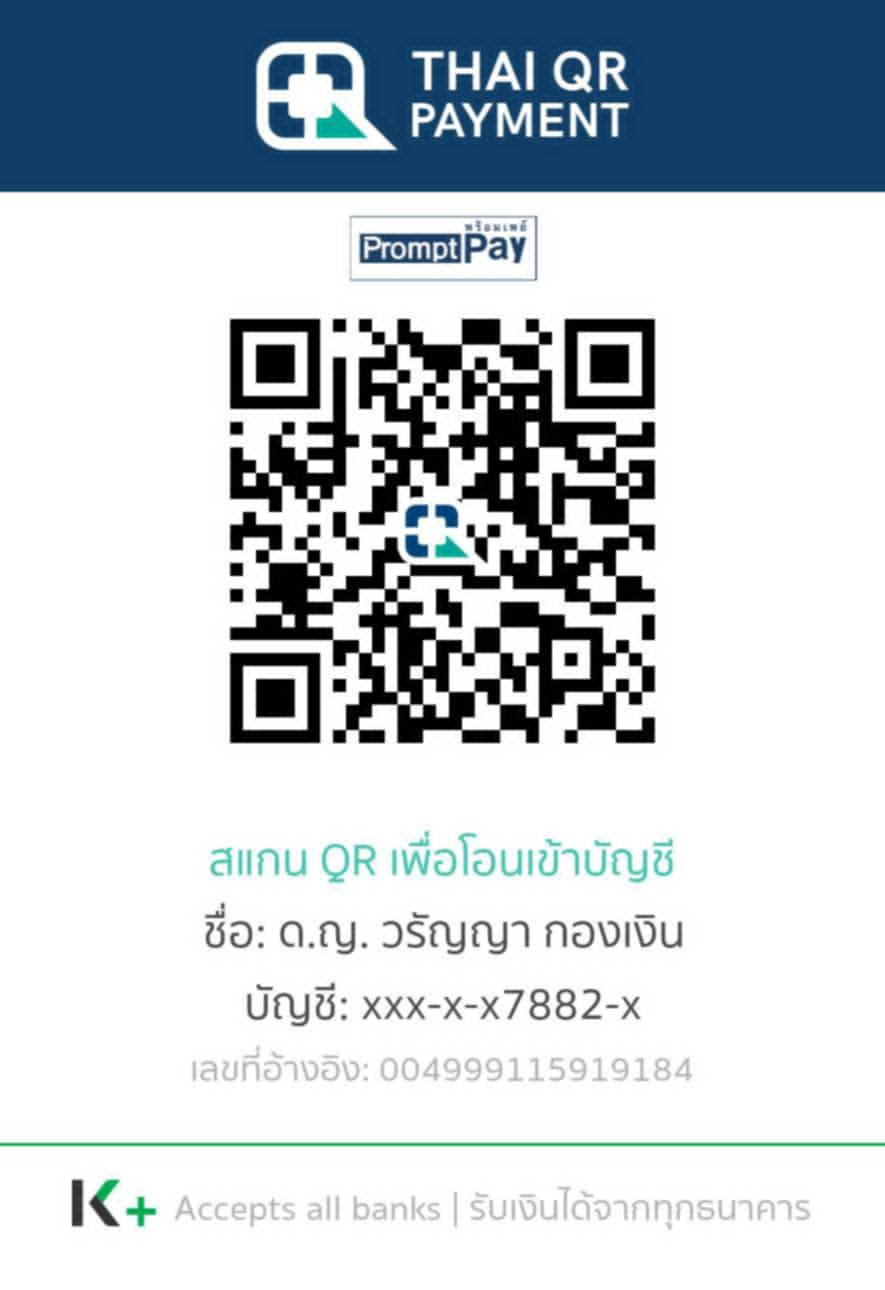 THAI QR
PAYMENT
พร้อมเพย์
PromptPay
สแกน QR เพื่อโอนเข้าบัญชี
ชื่อ: ด.ญ. วรัญญา กองเงิน
บัญชี: xxx-x-x7882-x
เลขที่อ้างอิง: 004999115919184
K+ Accepts all banks | รับเงินได้จากทุกธนาคาร